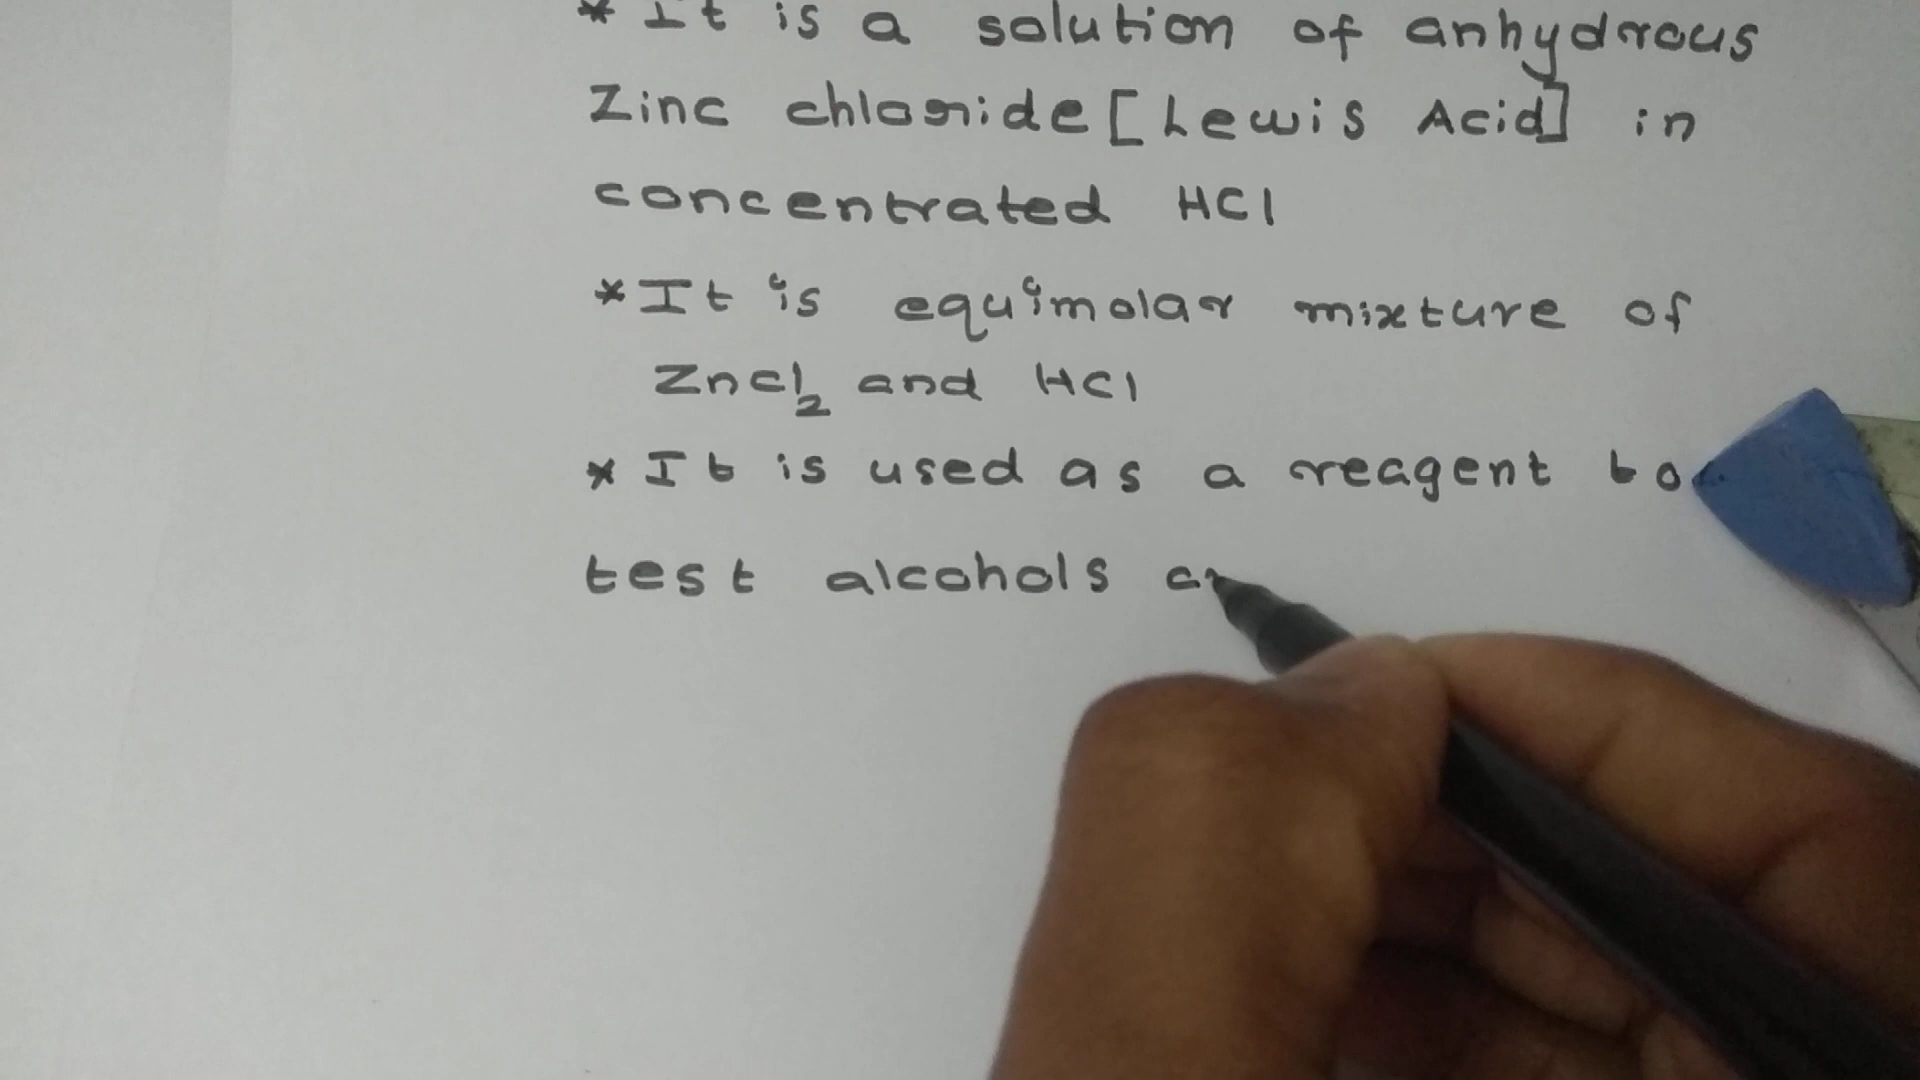 * It is a solution of anhydrous
Zinc chloride [Lewis Acid] in
concentrated HCl
* It is equimolar mixture of
ZnCl2 and HCl
* It is used as a reagent to
test alcohols